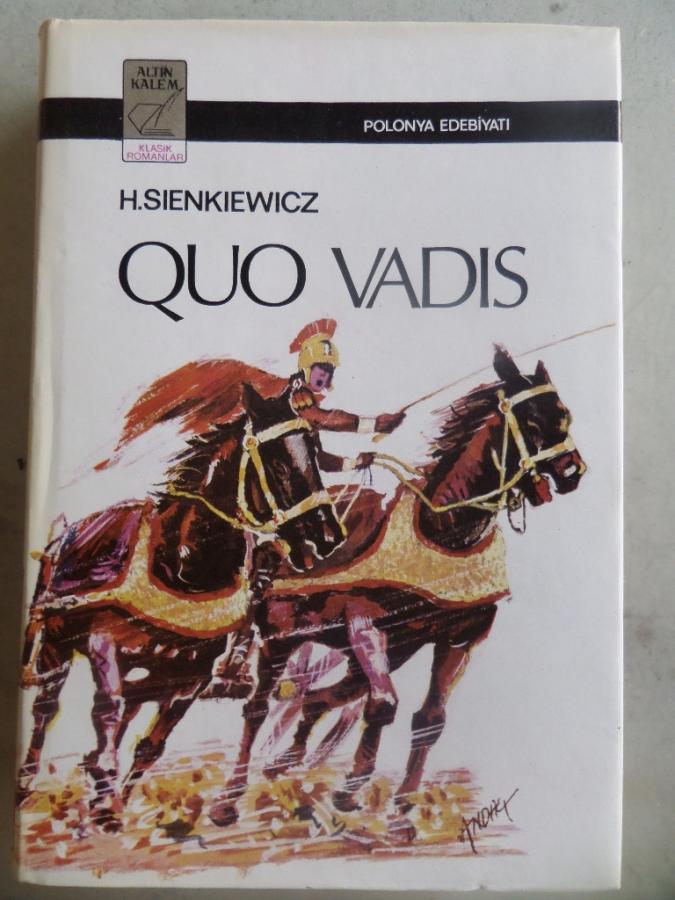 ALTIN
KALEM
KLASİK
ROMANLAR
POLONYA EDEBİYATI
H.SIENKIEWICZ
QUO VADIS